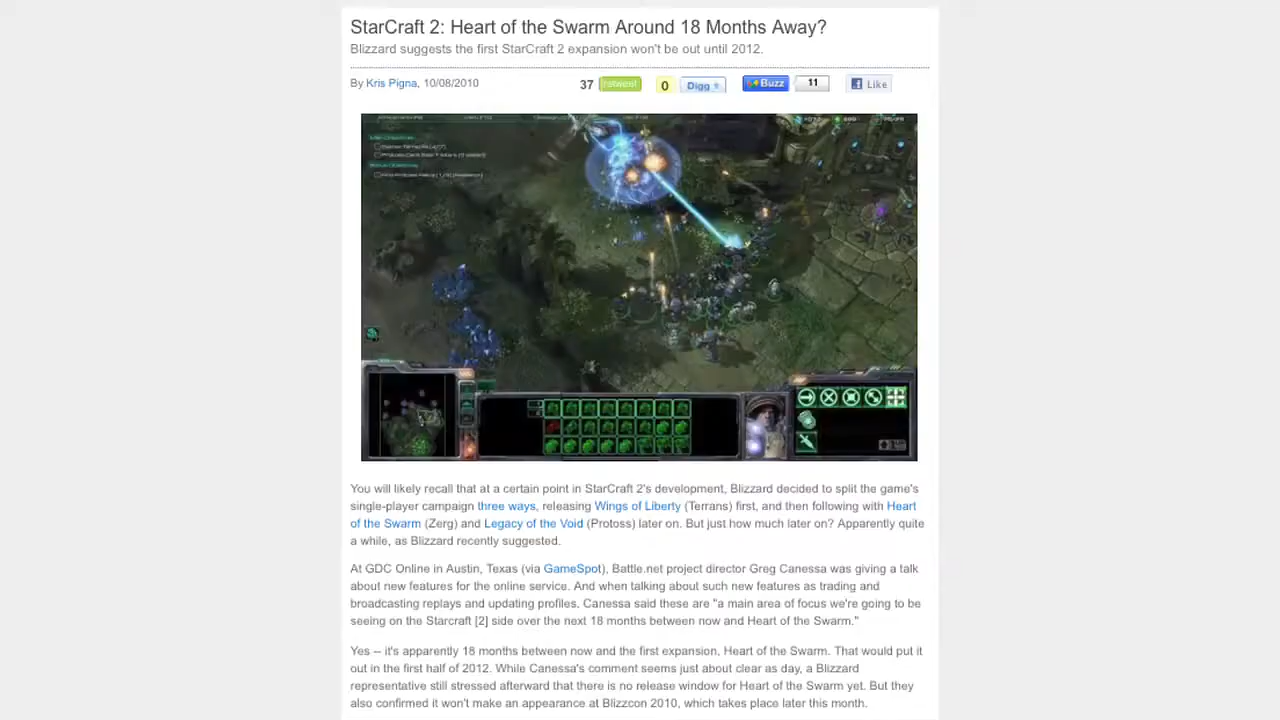 StarCraft 2: Heart of the Swarm Around 18 Months Away?
Blizzard suggests the first StarCraft 2 expansion won't be out until 2012.
By Kris Pigna, 10/08/2010 37 retweet 0 Digg Buzz 11 Like
You will likely recall that at a certain point in StarCraft 2's development, Blizzard decided to split the game's
single-player campaign three ways, releasing Wings of Liberty (Terrans) first, and then following with Heart
of the Swarm (Zerg) and Legacy of the Void (Protoss) later on. But just how much later on? Apparently quite
a while, as Blizzard recently suggested.
At GDC Online in Austin, Texas (via GameSpot), Battle.net project director Greg Canessa was giving a talk
about new features for the online service. And when talking about such new features as trading and
broadcasting replays and updating profiles, Canessa said these are "a main area of focus we're going to be
seeing on the Starcraft [2] side over the next 18 months between now and Heart of the Swarm."
Yes -- it's apparently 18 months between now and the first expansion, Heart of the Swarm. That would put it
out in the first half of 2012. While Canessa's comment seems just about clear as day, a Blizzard
representative still stressed afterward that there is no release window for Heart of the Swarm yet. But they
also confirmed it won't make an appearance at Blizzcon 2010, which takes place later this month.